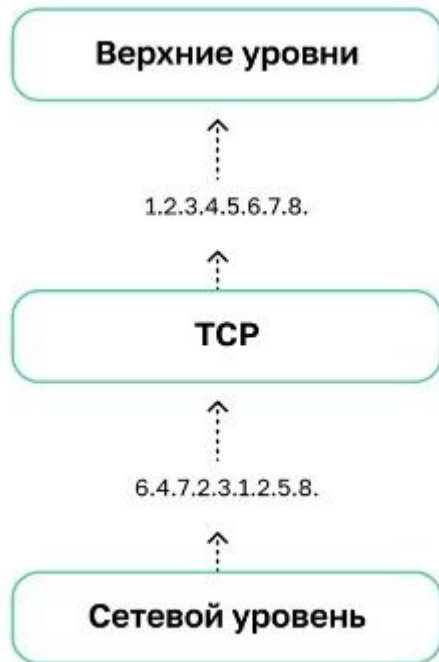 Верхние уровни
1.2.3.4.5.6.7.8.
TCP
6.4.7.2.3.1.2.5.8.
Сетевой уровень